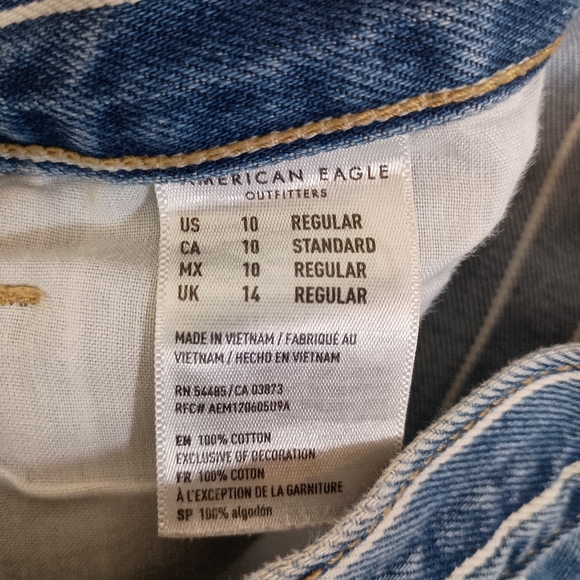 AMERICAN EAGLE
OUTFITTERS
US 10 REGULAR
CA 10 STANDARD
MX 10 REGULAR
UK 14 REGULAR
MADE IN VIETNAM / FABRIQUÉ AU
VIETNAM / HECHO EN VIETNAM
RN 54485/CA 03873
RFC# AEM120605U9A
EN 100% COTTON
EXCLUSIVE OF DECORATION
FR 100% COTON
À L'EXCEPTION DE LA GARNITURE
SP 100% algodón